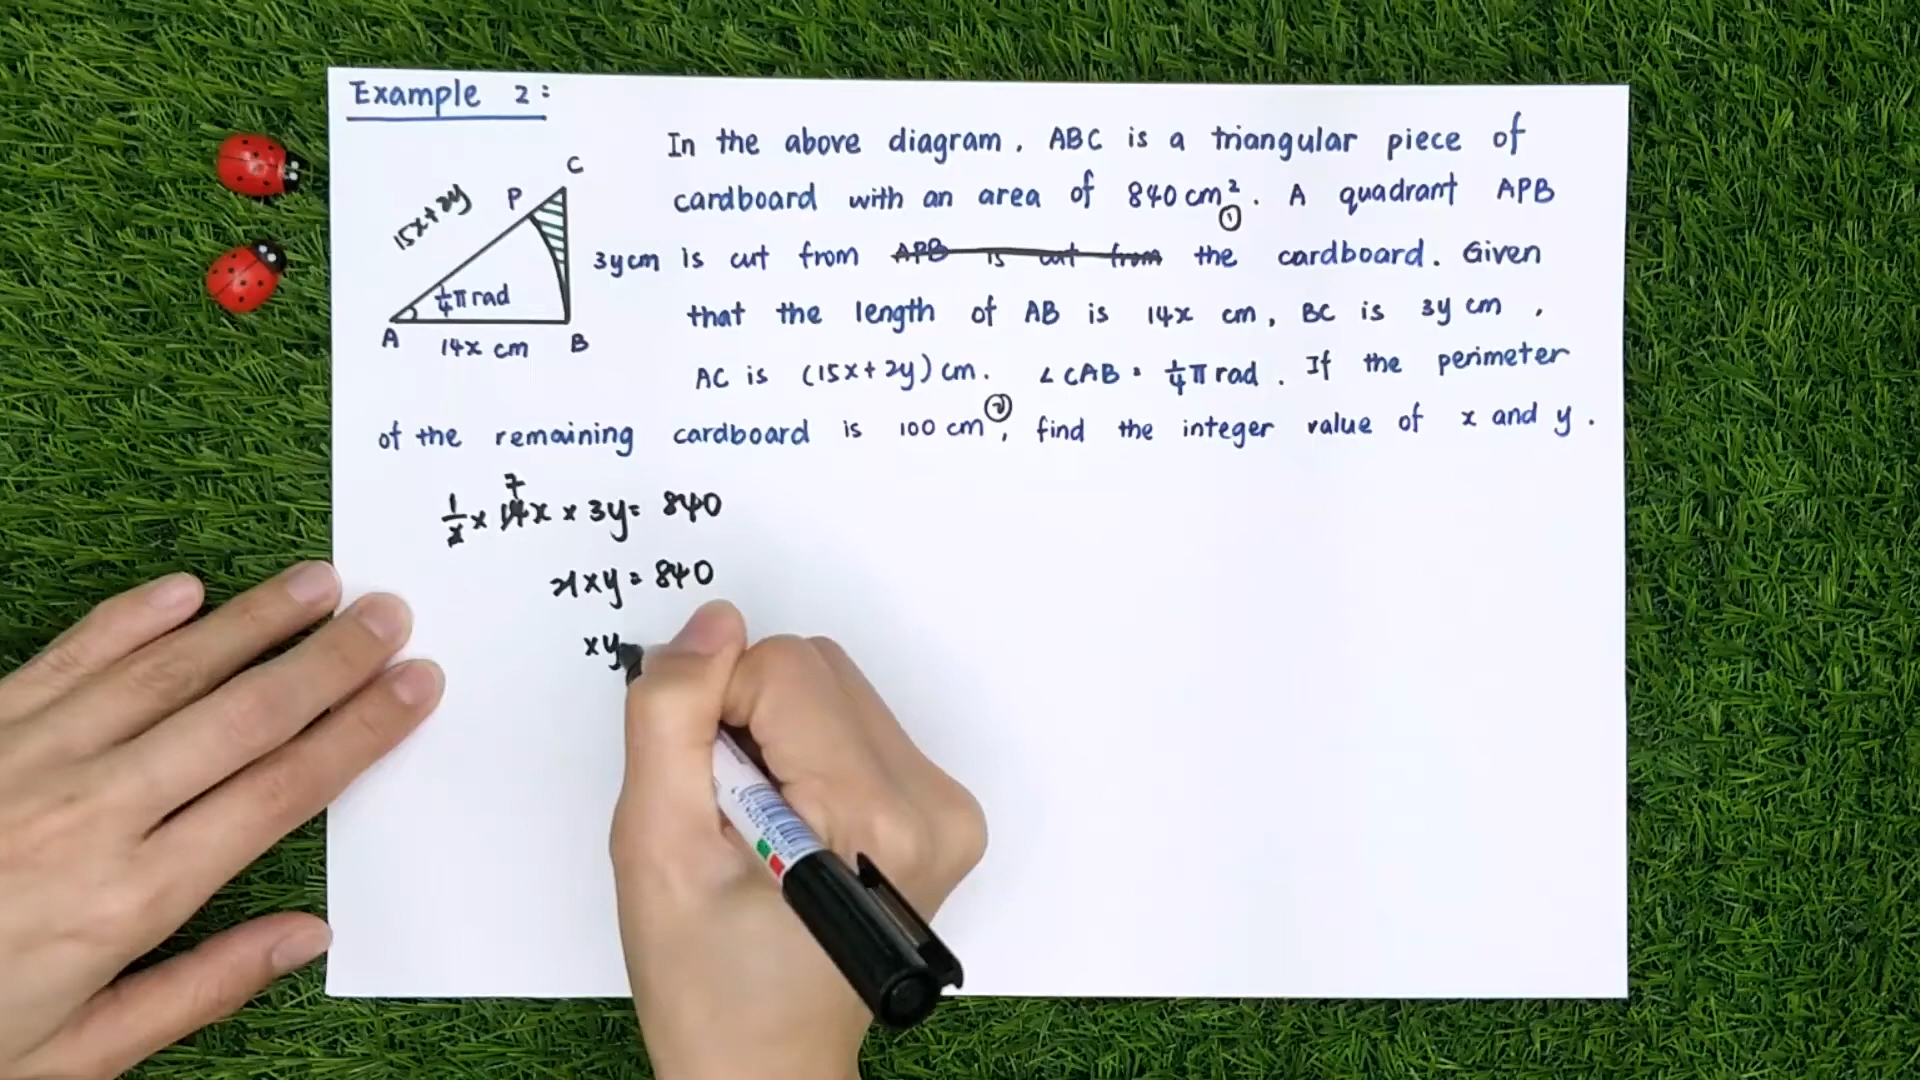 Example 2:
C
P
15x+2y
¼π rad
A
14x cm
B
3y cm
In the above diagram, ABC is a triangular piece of
cardboard with an area of 840 cm². A quadrant APB
①
is cut from APB is cut from the cardboard. Given
that the length of AB is 14x cm, BC is 3y cm,
AC is (15x+2y) cm. ∠CAB = ¼π rad. If the perimeter
②
of the remaining cardboard is 100 cm, find the integer value of x and y.
7
½ × 14x × 3y = 840
21xy = 840
xy